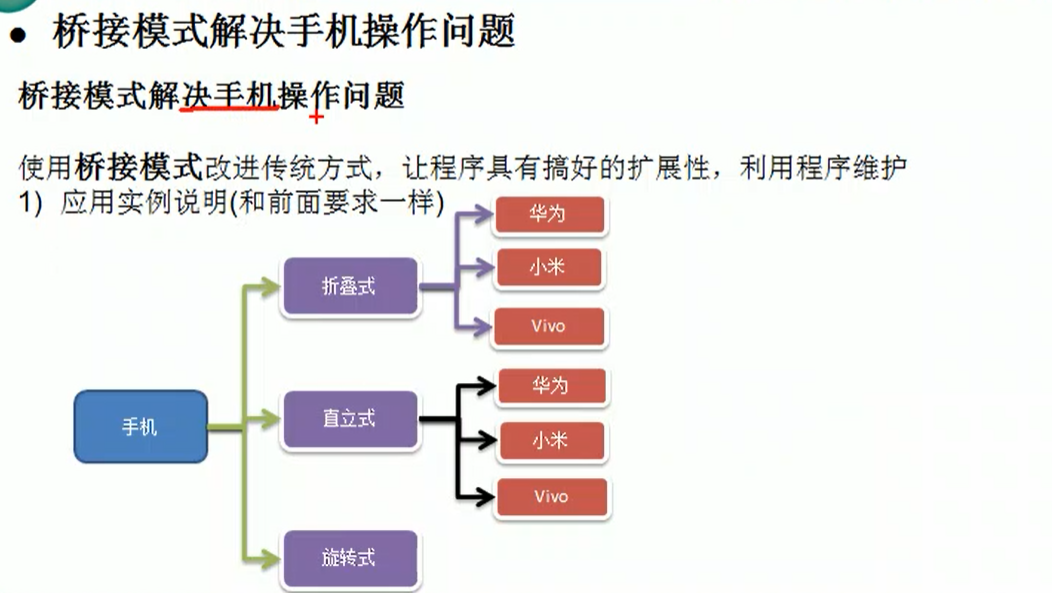 ● 桥接模式解决手机操作问题
桥接模式解决手机操作问题
使用桥接模式改进传统方式，让程序具有搞好的扩展性，利用程序维护
1) 应用实例说明(和前面要求一样)
华为
小米
折叠式
Vivo
华为
手机
直立式
小米
Vivo
旋转式